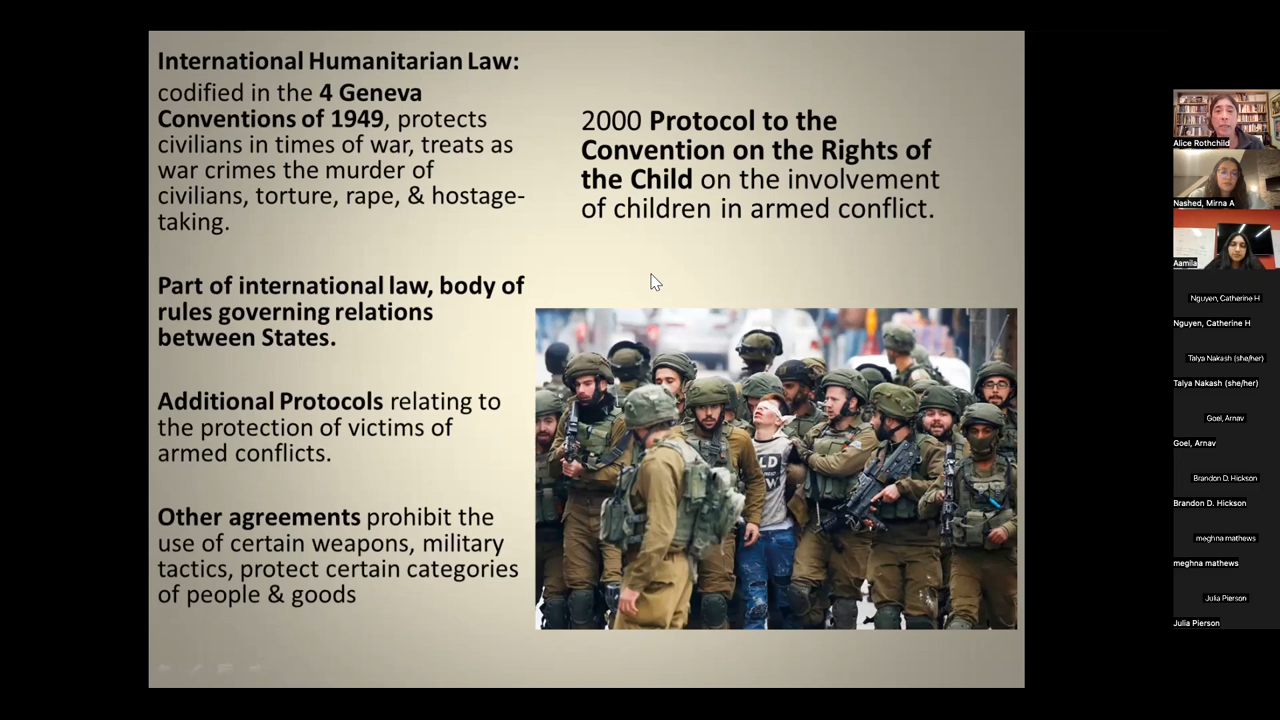 International Humanitarian Law:
codified in the 4 Geneva
Conventions of 1949, protects
civilians in times of war, treats as
war crimes the murder of
civilians, torture, rape, & hostage-
taking.
Part of international law, body of
rules governing relations
between States.
Additional Protocols relating to
the protection of victims of
armed conflicts.
Other agreements prohibit the
use of certain weapons, military
tactics, protect certain categories
of people & goods
2000 Protocol to the
Convention on the Rights of
the Child on the involvement
of children in armed conflict.
Alice Rothchild
Nashed, Mirna A
Aamila
Nguyen, Catherine H
Nguyen, Catherine H
Talya Nakash (she/her)
Talya Nakash (she/her)
Goel, Arnav
Goel, Arnav
Brandon D. Hickson
Brandon D. Hickson
meghna mathews
meghna mathews
Julia Pierson
Julia Pierson